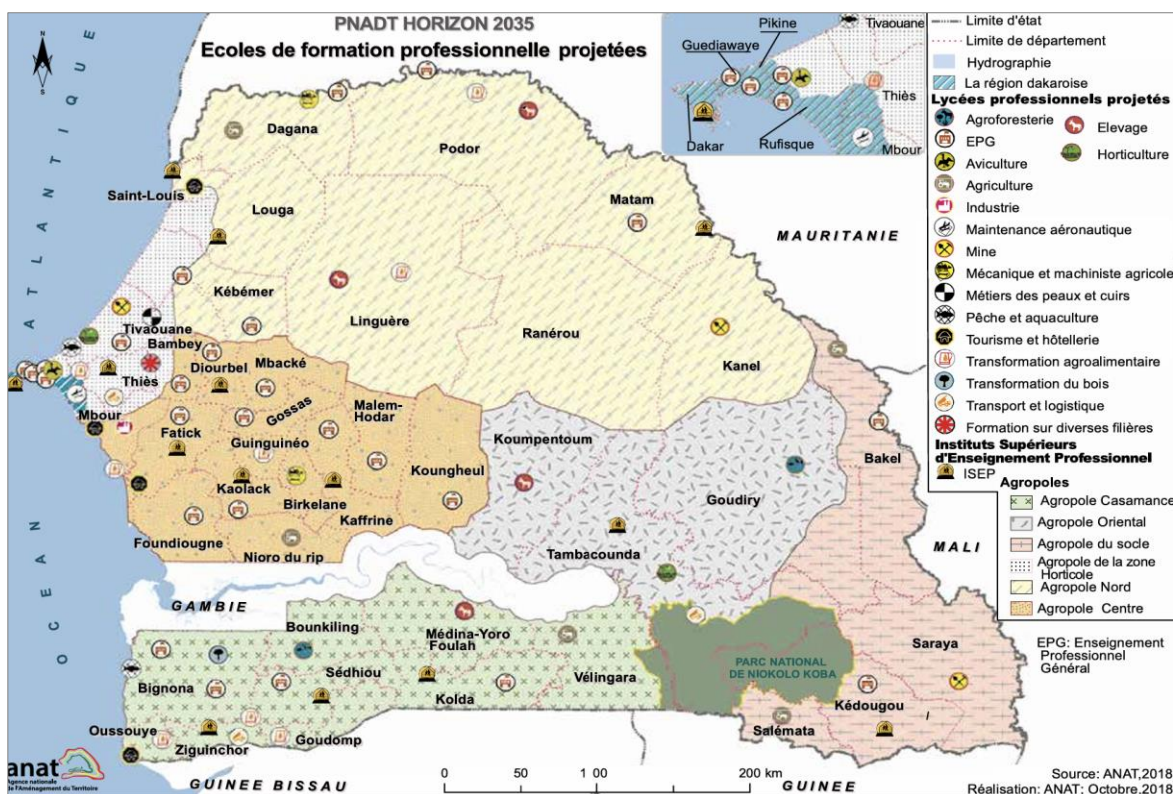 PNADT HORIZON 2035
Ecoles de formation professionnelle projetées
N
S
Pikine
Tivaouane
Guediawaye
Thiès
Dakar
Rufisque
Mbour
Limite d'état
Limite de département
Hydrographie
La région dakaroise
Lycées professionnels projetés
Agroforesterie
EPG
Aviculture
Agriculture
Industrie
Maintenance aéronautique
Mine
Mécanique et machiniste agricole
Métiers des peaux et cuirs
Pêche et aquaculture
Tourisme et hôtellerie
Transformation agroalimentaire
Transformation du bois
Transport et logistique
Formation sur diverses filières
Elevage
Horticulture
Instituts Supérieurs
d'Enseignement Professionnel
ISEP
Agropoles
Agropole Casamance
Agropole Oriental
Agropole du socle
Agropole de la zone
Horticole
Agropole Nord
Agropole Centre
EPG: Enseignement
Professionnel
Général
OCEAN ATLANTIQUE
Dagana
Podor
Saint-Louis
Louga
Matam
MAURITANIE
Kébémer
Linguère
Ranérou
Kanel
Tivaouane
Bambey
Mbacké
Diourbel
Thiès
Gossas
Malem-
Hodar
Mbour
Fatick
Guinguinéo
Koumpentoum
Bakel
Koungheul
Goudiry
Kaolack
Birkelane
Kaffrine
Foundiougne
Nioro du rip
Tambacounda
MALI
GAMBIE
Bounkiling
Médina-Yoro
Foulah
Saraya
PARC NATIONAL
DE NIOKOLO KOBA
Sédhiou
Vélingara
Bignona
Kolda
Kédougou
Oussouye
Ziguinchor
Goudomp
Salémata
GUINEE BISSAU
GUINEE
anat
Agence nationale
de l'Aménagement du Territoire
0 50 1 00 200 km
Source: ANAT,2018
Réalisation: ANAT: Octobre,2018